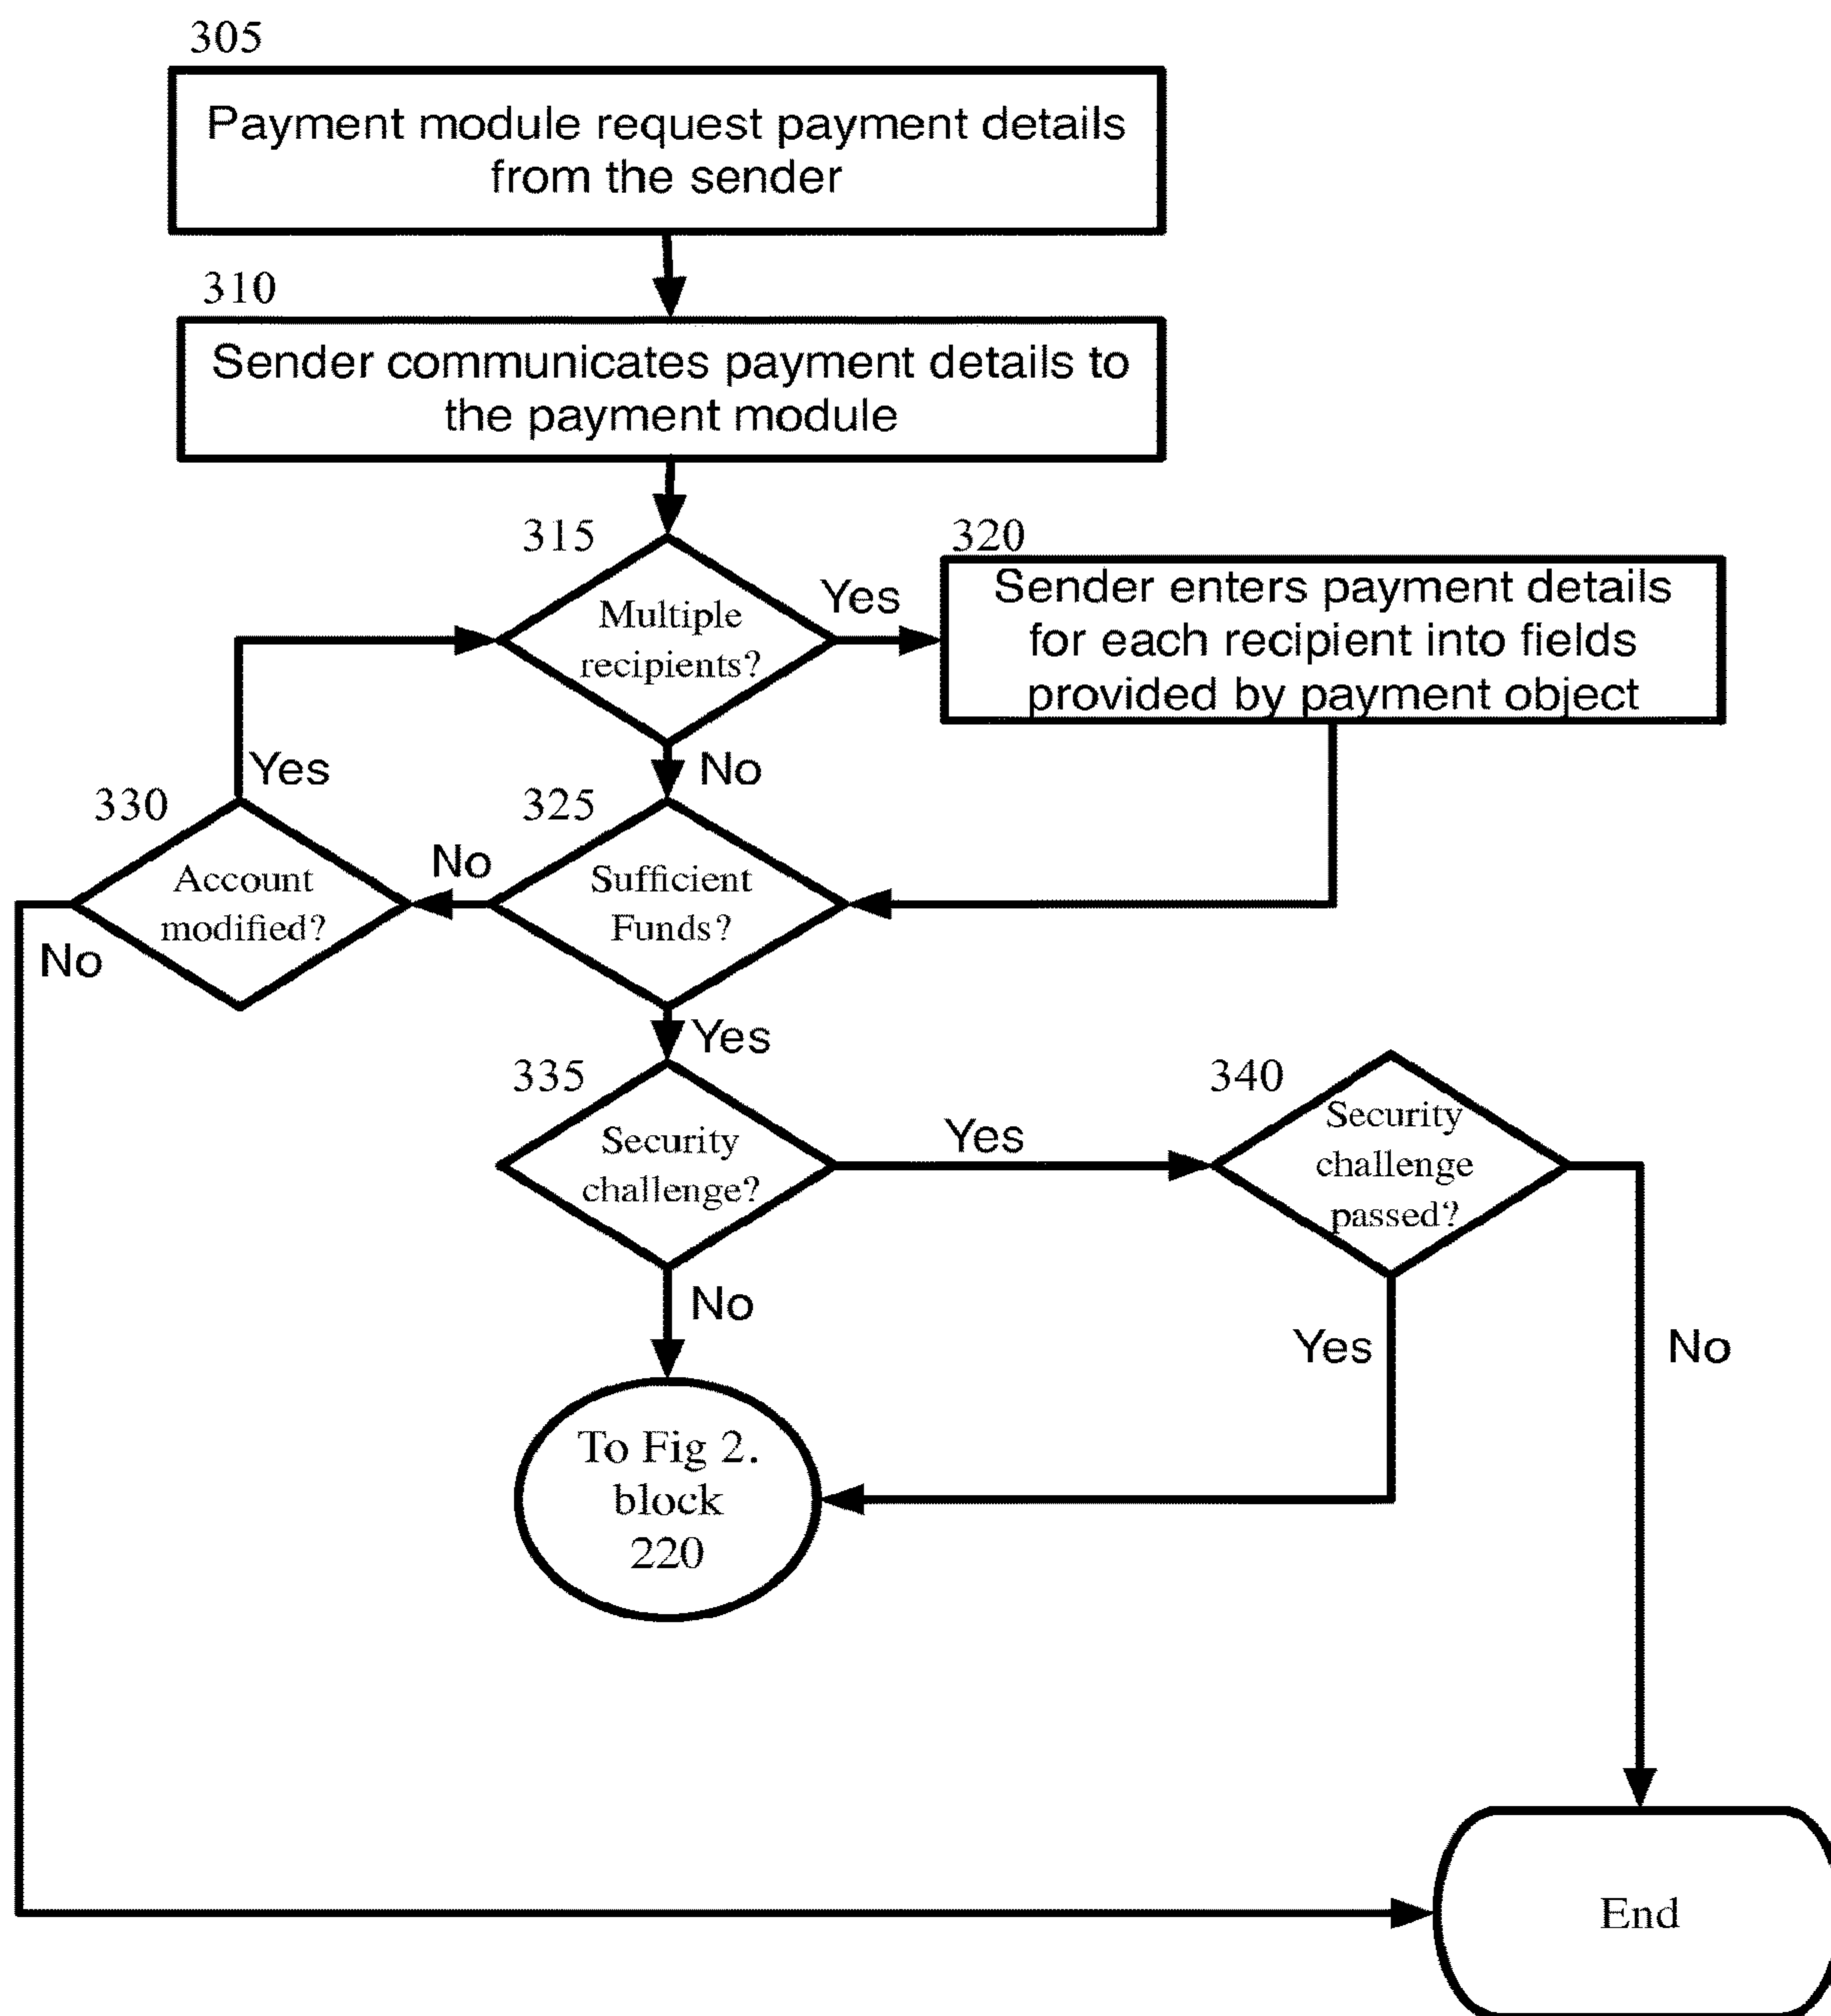 305
Payment module request payment details
from the sender
310
Sender communicates payment details to
the payment module
315
Multiple
recipients?
Yes
320
Sender enters payment details
for each recipient into fields
provided by payment object
Yes
No
330
Account
modified?
No
325
Sufficient
Funds?
No
Yes
335
Security
challenge?
Yes
340
Security
challenge
passed?
No
Yes
No
To Fig 2.
block
220
End